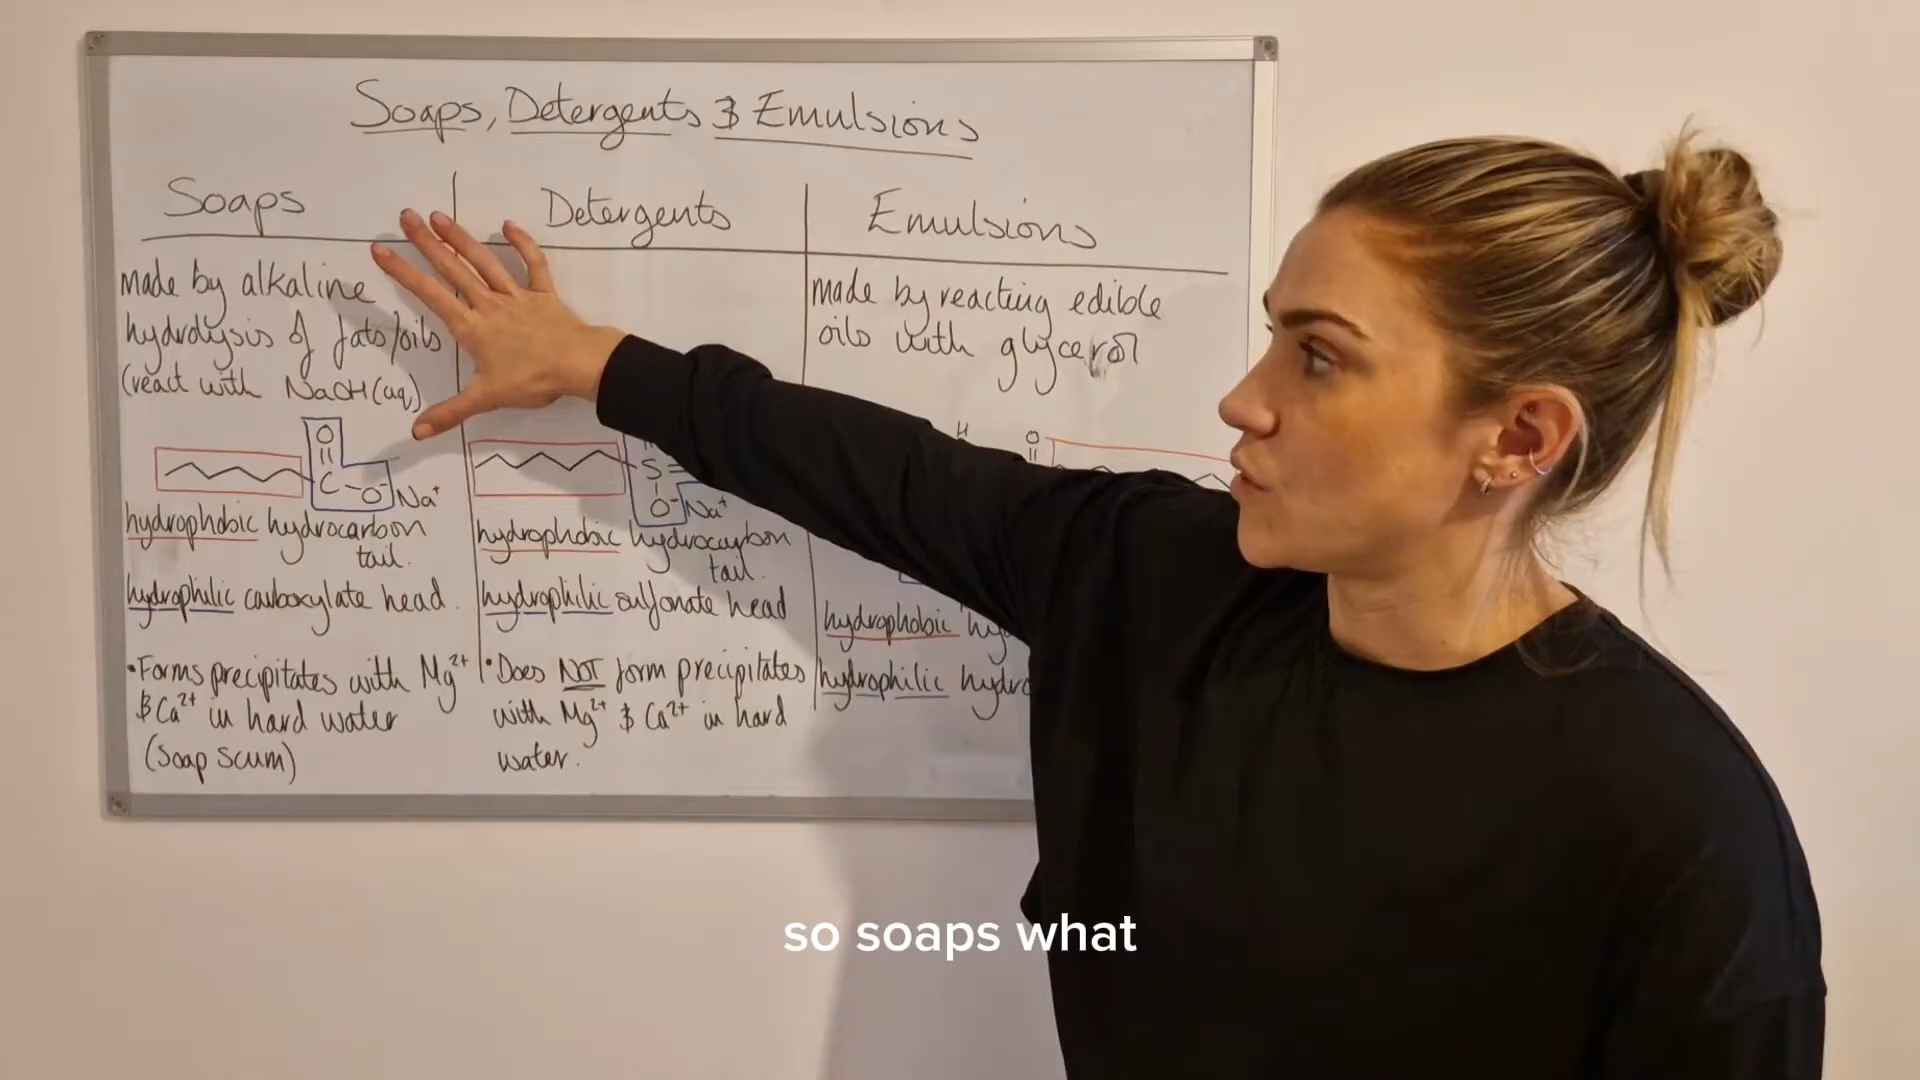 Soaps, Detergents & Emulsions
Soaps
made by alkaline
hydrolysis of fats/oils
(react with NaOH(aq)
O
C - O⁻ Na⁺
hydrophobic hydrocarbon
tail.
hydrophilic carboxylate head.
• Forms precipitates with Mg²⁺
& Ca²⁺ in hard water
(soap scum)
Detergents
S
O⁻ Na⁺
hydrophobic hydrocarbon
tail.
hydrophilic sulfonate head
• Does NOT form precipitates
with Mg²⁺ & Ca²⁺ in hard
water.
Emulsions
made by reacting edible
oils with glycerol
H
O
hydrophobic
hydrophilic
so soaps what